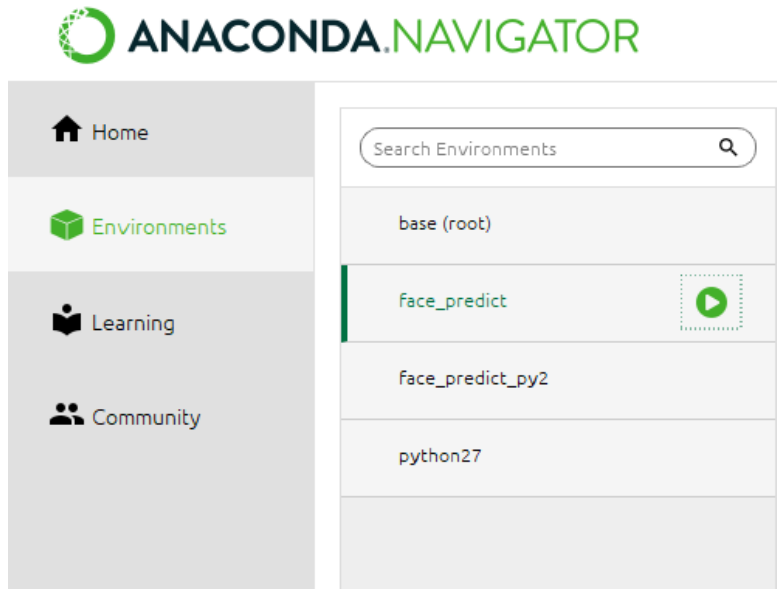 ANACONDA.NAVIGATOR
Home
Environments
Learning
Community
Search Environments
base (root)
face_predict
face_predict_py2
python27